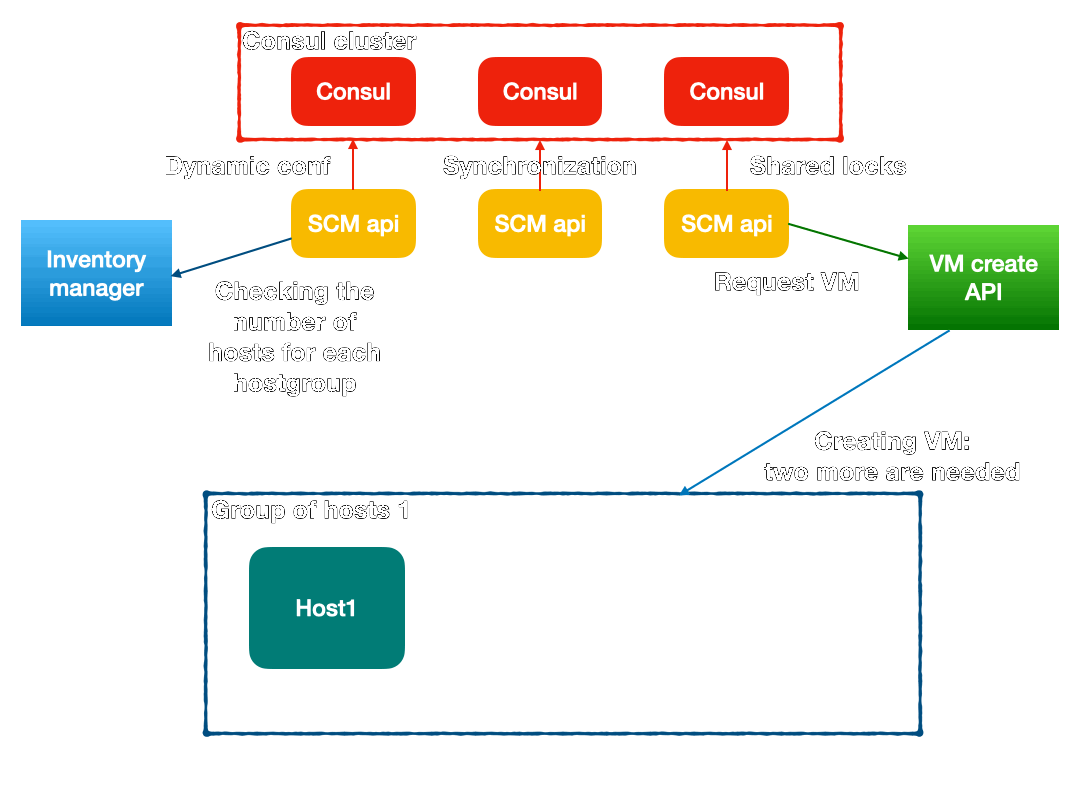 Consul cluster
Consul
Consul
Consul
Dynamic conf
Synchronization
Shared locks
SCM api
SCM api
SCM api
Inventory
manager
VM create
API
Checking the
number of
hosts for each
hostgroup
Request VM
Creating VM:
two more are needed
Group of hosts 1
Host1